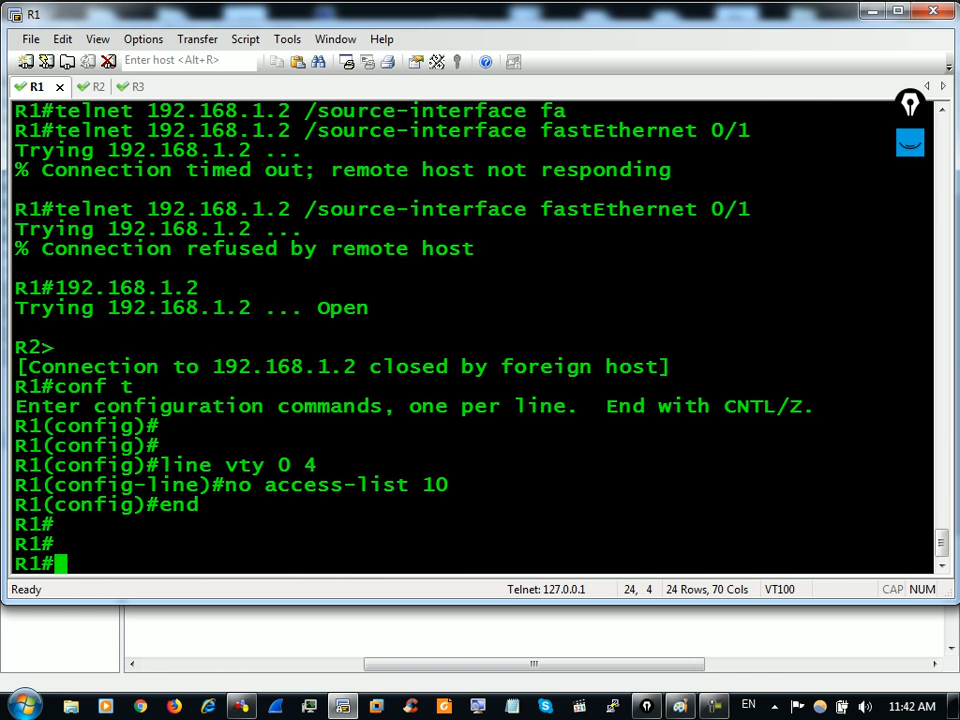 R1
File Edit View Options Transfer Script Tools Window Help
Enter host <Alt+R>
R1 R2 R3
R1#telnet 192.168.1.2 /source-interface fa
R1#telnet 192.168.1.2 /source-interface fastEthernet 0/1
Trying 192.168.1.2 ...
% Connection timed out; remote host not responding
R1#telnet 192.168.1.2 /source-interface fastEthernet 0/1
Trying 192.168.1.2 ...
% Connection refused by remote host
R1#192.168.1.2
Trying 192.168.1.2 ... Open
R2>
[Connection to 192.168.1.2 closed by foreign host]
R1#conf t
Enter configuration commands, one per line.  End with CNTL/Z.
R1(config)#
R1(config)#
R1(config)#line vty 0 4
R1(config-line)#no access-list 10
R1(config)#end
R1#
R1#
R1#
Ready Telnet: 127.0.0.1 24, 4 24 Rows, 70 Cols VT100 CAP NUM
EN 11:42 AM